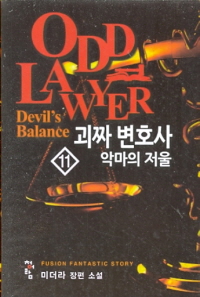 ODD
LAWYER
Devil's
Balance
괴짜 변호사
11
악마의 저울
FUSION FANTASTIC STORY
미더라 장편 소설